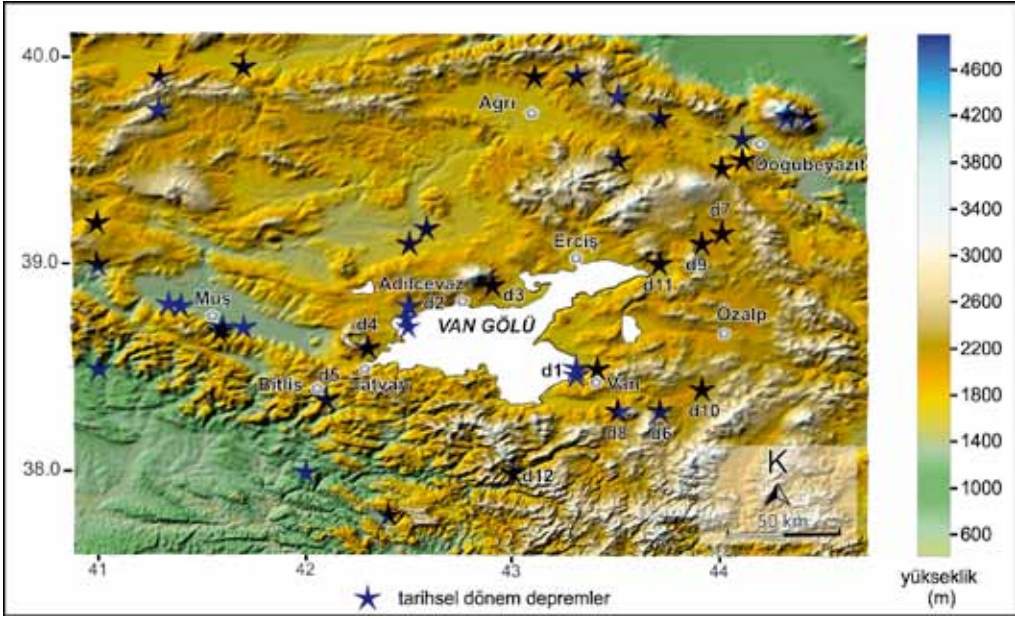 40.0
39.0
38.0
41
42
43
44
Ağrı
Doğubeyazıt
d7
Erciş
d9
d11
Adilcevaz
d3
d2
Muş
VAN GÖLÜ
Özalp
d4
d1
Bitlis
d5
Tatvan
Van
d10
d8
d6
d12
K
50 km
4600
4200
3800
3400
3000
2600
2200
1800
1400
1000
600
yükseklik
(m)
tarihsel dönem depremler